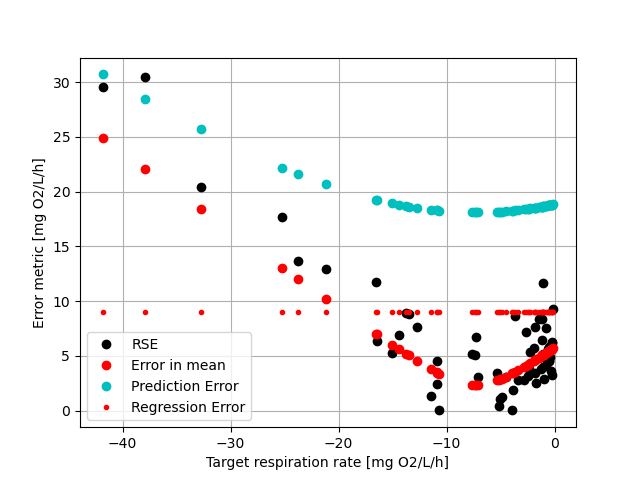 30
25
20
15
10
5
0
−40
−30
−20
−10
0
Error metric [mg O2/L/h]
Target respiration rate [mg O2/L/h]
RSE
Error in mean
Prediction Error
Regression Error